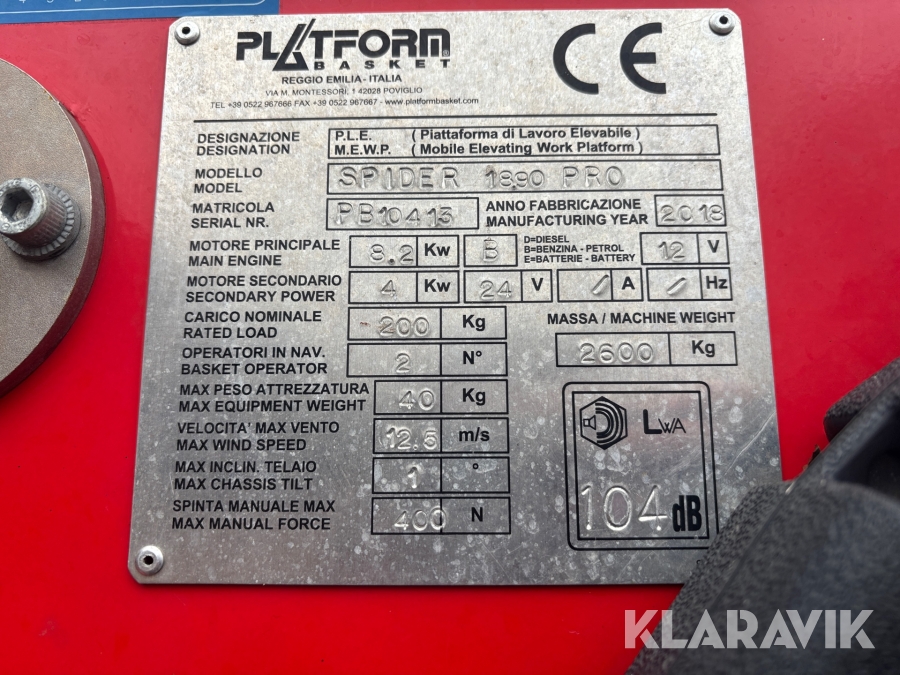 PLATFORM
BASKET
REGGIO EMILIA - ITALIA
VIA M. MONTESSORI, 1 42028 POVIGLIO
TEL +39 0522 967666 FAX +39 0522 967667 - www.platformbasket.com
CE
DESIGNAZIONE P.L.E. ( Piattaforma di Lavoro Elevabile )
DESIGNATION M.E.W.P. ( Mobile Elevating Work Platform )
MODELLO
MODEL SPIDER 1890 PRO
MATRICOLA ANNO FABBRICAZIONE
SERIAL NR. PB10413 MANUFACTURING YEAR 2018
MOTORE PRINCIPALE D=DIESEL
MAIN ENGINE 8.2 Kw B B=BENZINA - PETROL 12 V
E=BATTERIE - BATTERY
MOTORE SECONDARIO
SECONDARY POWER 4 Kw 24 V / A / Hz
CARICO NOMINALE MASSA / MACHINE WEIGHT
RATED LOAD 200 Kg
OPERATORI IN NAV. 2600 Kg
BASKET OPERATOR 2 N°
MAX PESO ATTREZZATURA
MAX EQUIPMENT WEIGHT 40 Kg
VELOCITA' MAX VENTO LWA
MAX WIND SPEED 12.5 m/s
MAX INCLIN. TELAIO
MAX CHASSIS TILT 1 °
SPINTA MANUALE MAX 104 dB
MAX MANUAL FORCE 400 N
KLARAVIK